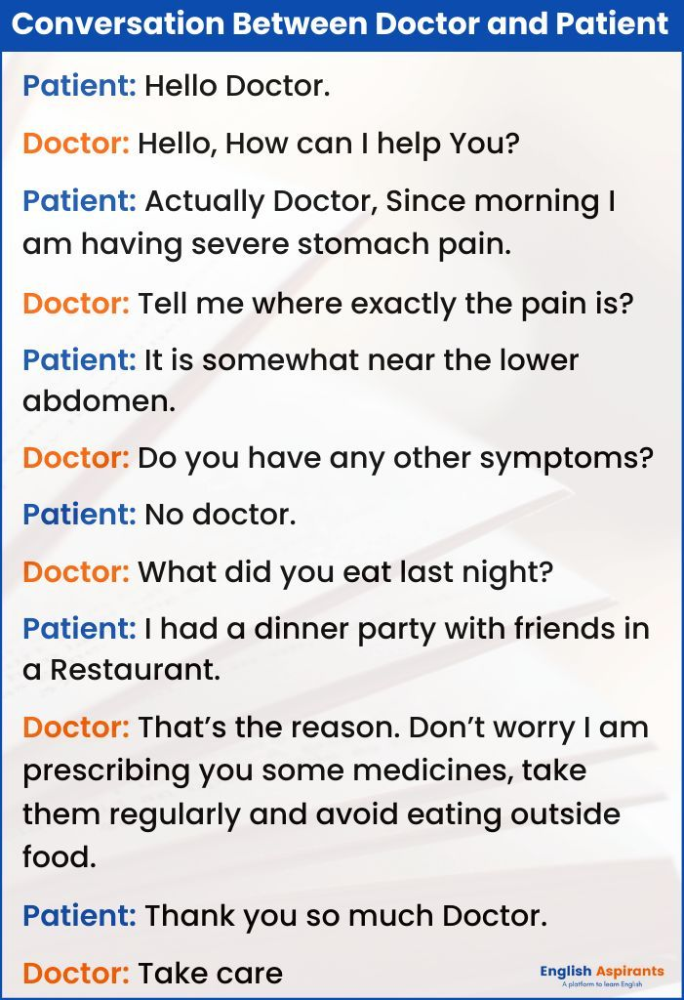 Conversation Between Doctor and Patient
Patient: Hello Doctor.
Doctor: Hello, How can I help You?
Patient: Actually Doctor, Since morning I
am having severe stomach pain.
Doctor: Tell me where exactly the pain is?
Patient: It is somewhat near the lower
abdomen.
Doctor: Do you have any other symptoms?
Patient: No doctor.
Doctor: What did you eat last night?
Patient: I had a dinner party with friends in
a Restaurant.
Doctor: That’s the reason. Don’t worry I am
prescribing you some medicines, take
them regularly and avoid eating outside
food.
Patient: Thank you so much Doctor.
Doctor: Take care
English Aspirants
A platform to learn English